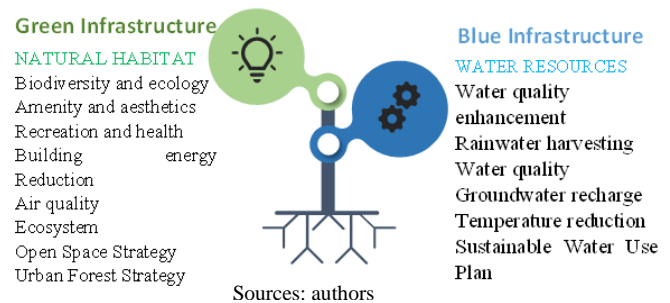 Green Infrastructure
NATURAL HABITAT
Biodiversity and ecology
Amenity and aesthetics
Recreation and health
Building energy
Reduction
Air quality
Ecosystem
Open Space Strategy
Urban Forest Strategy
Blue Infrastructure
WATER RESOURCES
Water quality
enhancement
Rainwater harvesting
Water quality
Groundwater recharge
Temperature reduction
Sustainable Water Use
Plan
Sources: authors